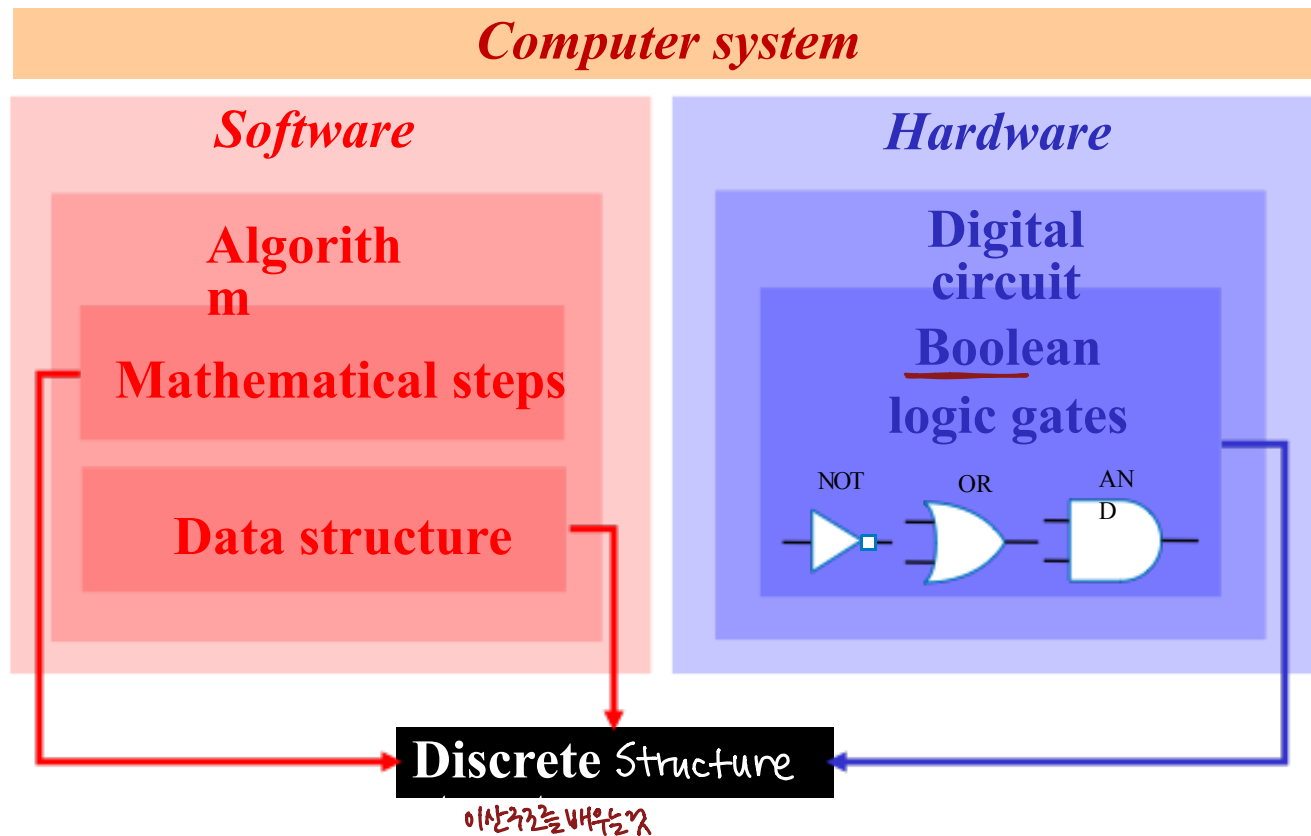 Computer system
Software
Algorith
m
Mathematical steps
Data structure
Hardware
Digital
circuit
Boolean
logic gates
NOT
OR
AN
D
Discrete Structure
이산구조를 배우는것